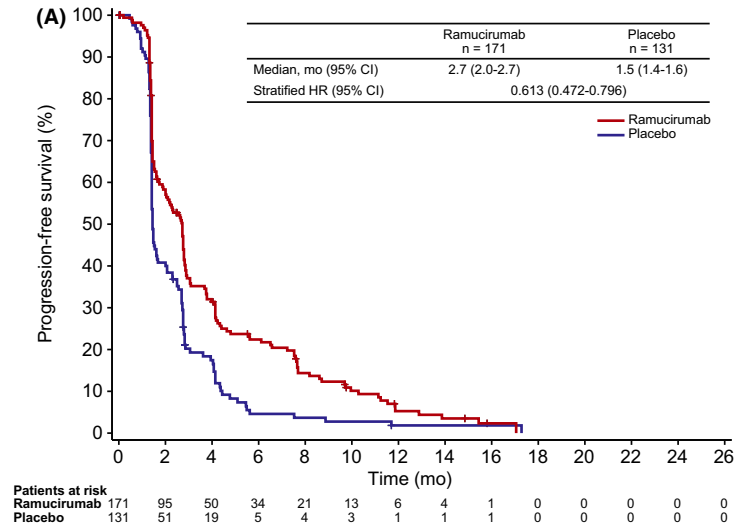 (A)
Ramucirumab Placebo
n = 171 n = 131
Median, mo (95% CI) 2.7 (2.0-2.7) 1.5 (1.4-1.6)
Stratified HR (95% CI) 0.613 (0.472-0.796)
Ramucirumab
Placebo
Progression-free survival (%)
100
90
80
70
60
50
40
30
20
10
0
0 2 4 6 8 10 12 14 16 18 20 22 24 26
Time (mo)
Patients at risk
Ramucirumab 171 95 50 34 21 13 6 4 1 0 0 0 0 0
Placebo 131 51 19 5 4 3 1 1 1 0 0 0 0 0